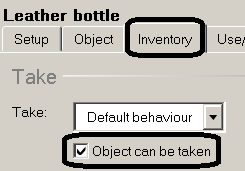 Leather bottle
Setup Object Inventory Use/
Take
Take: Default behaviour
Object can be taken